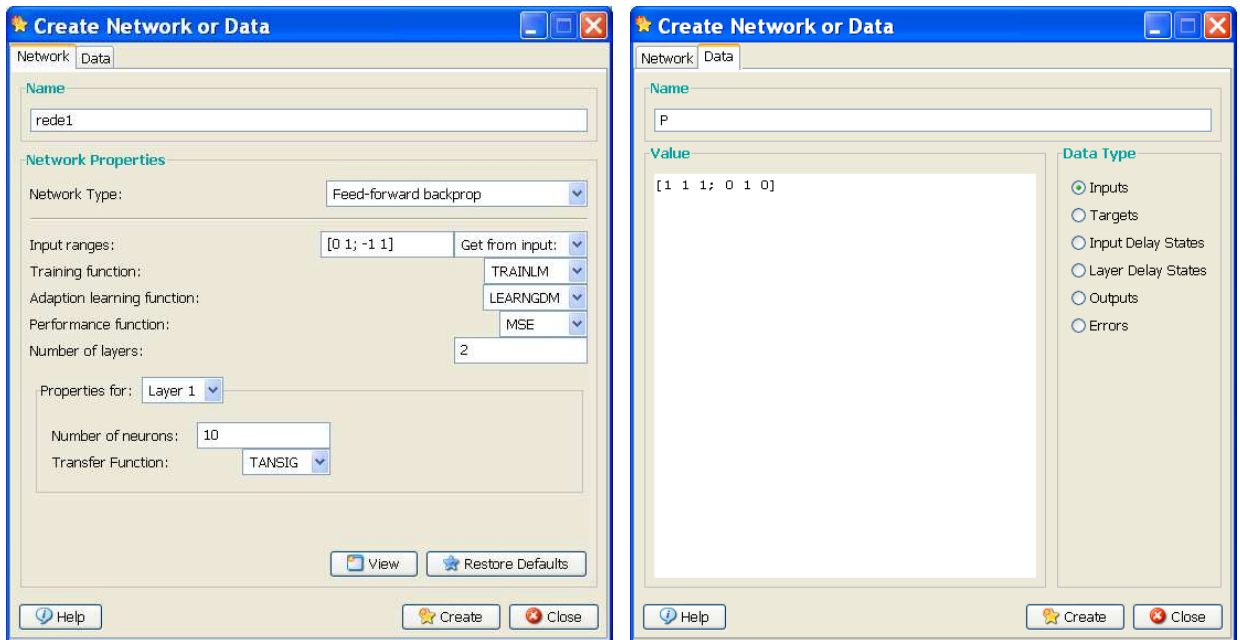 Create Network or Data
Network Data
Name
rede1
Network Properties
Network Type: Feed-forward backprop
Input ranges: [0 1; -1 1] Get from input:
Training function: TRAINLM
Adaption learning function: LEARNGDM
Performance function: MSE
Number of layers: 2
Properties for: Layer 1
Number of neurons: 10
Transfer Function: TANSIG
View Restore Defaults
Help Create Close
Create Network or Data
Network Data
Name
P
Value
[1 1 1; 0 1 0]
Data Type
Inputs
Targets
Input Delay States
Layer Delay States
Outputs
Errors
Help Create Close